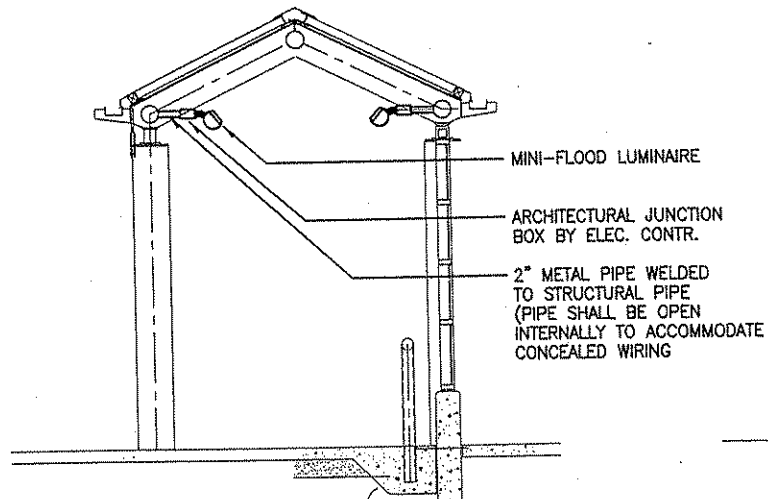 MINI-FLOOD LUMINAIRE
ARCHITECTURAL JUNCTION
BOX BY ELEC. CONTR.
2" METAL PIPE WELDED
TO STRUCTURAL PIPE
(PIPE SHALL BE OPEN
INTERNALLY TO ACCOMMODATE
CONCEALED WIRING